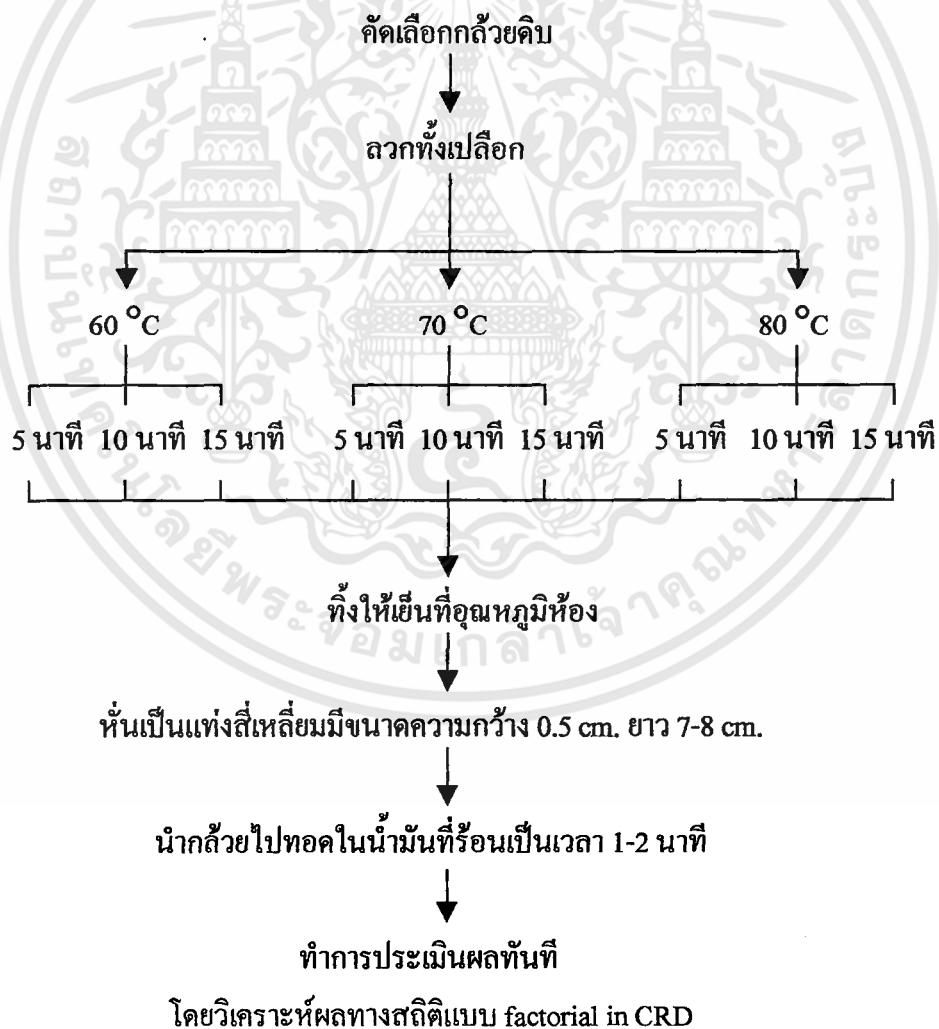 คัดเลือกกล้วยดิบ
ลวกทั้งเปลือก
60 °C 70 °C 80 °C
5 นาที 10 นาที 15 นาที 5 นาที 10 นาที 15 นาที 5 นาที 10 นาที 15 นาที
ทิ้งให้เย็นที่อุณหภูมิห้อง
หั่นเป็นแท่งสี่เหลี่ยมมีขนาดความกว้าง 0.5 cm. ยาว 7-8 cm.
นำกล้วยไปทอดในน้ำมันที่ร้อนเป็นเวลา 1-2 นาที
ทำการประเมินผลทันที
โดยวิเคราะห์ผลทางสถิติแบบ factorial in CRD